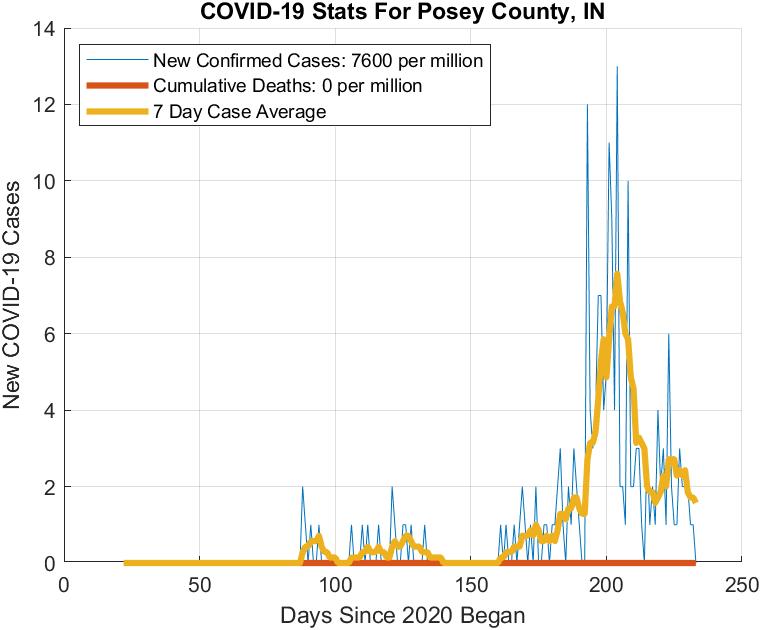 COVID-19 Stats For Posey County, IN
New Confirmed Cases: 7600 per million
Cumulative Deaths: 0 per million
7 Day Case Average
New COVID-19 Cases
14
12
10
8
6
4
2
0
0 50 100 150 200 250
Days Since 2020 Began